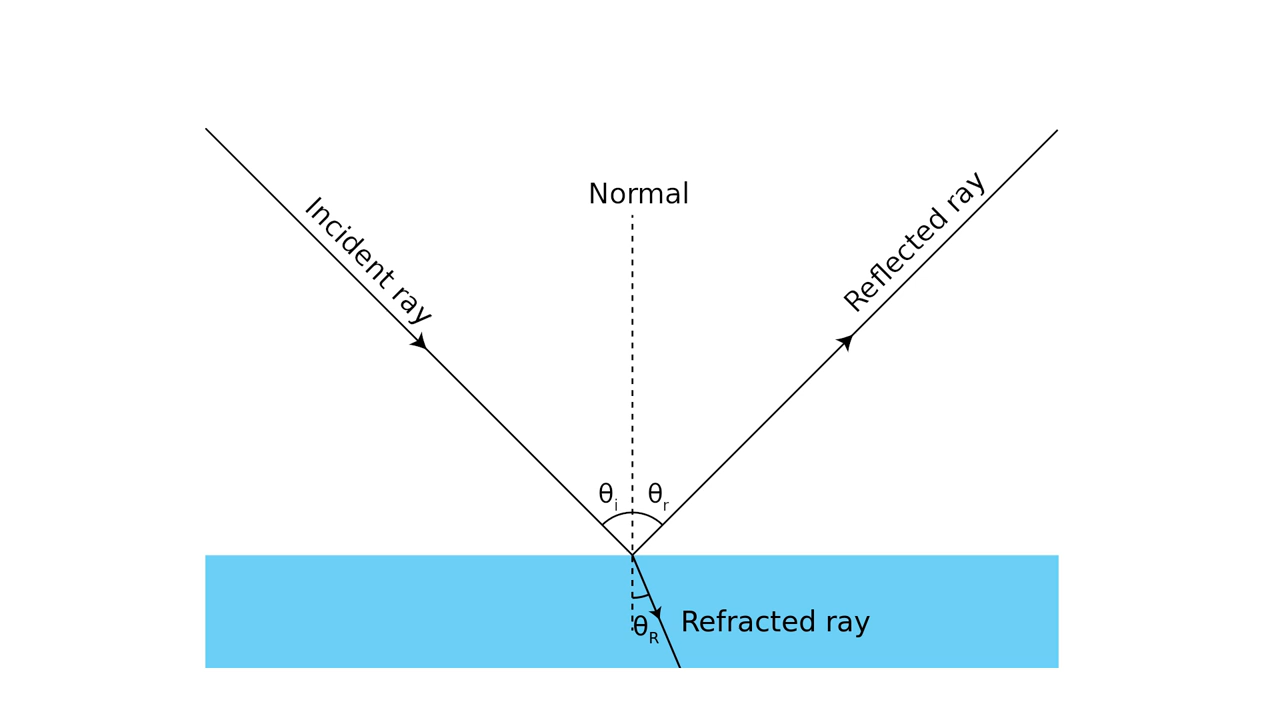 Normal
Incident ray
Reflected ray
θi
θr
θR
Refracted ray